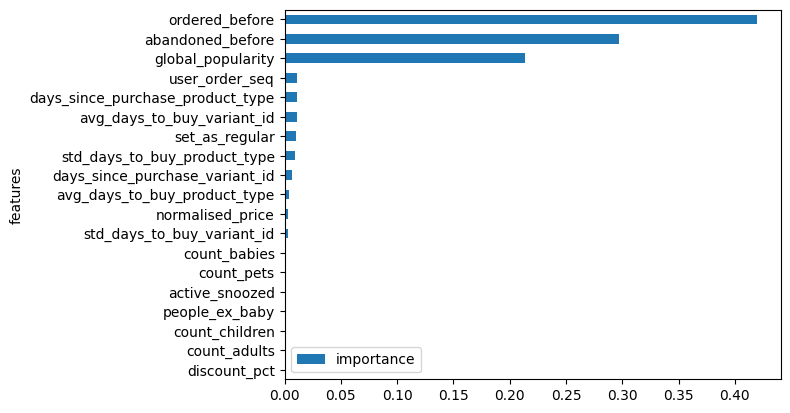 ordered_before
abandoned_before
global_popularity
user_order_seq
days_since_purchase_product_type
avg_days_to_buy_variant_id
set_as_regular
std_days_to_buy_product_type
days_since_purchase_variant_id
avg_days_to_buy_product_type
normalised_price
std_days_to_buy_variant_id
count_babies
count_pets
active_snoozed
people_ex_baby
count_children
count_adults
discount_pct
features
importance
0.00 0.05 0.10 0.15 0.20 0.25 0.30 0.35 0.40